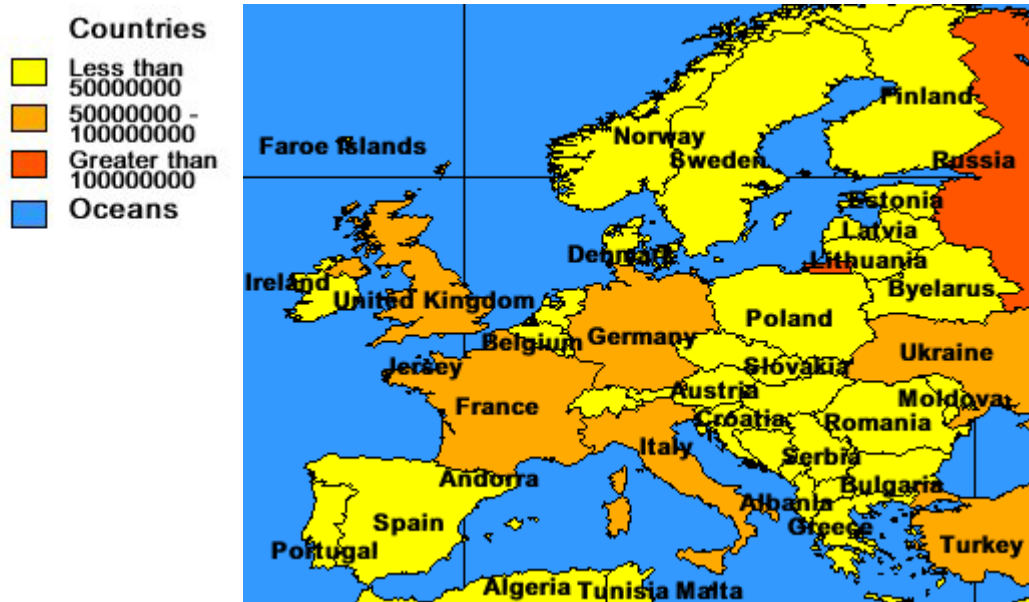 Countries
Less than
50000000
50000000 -
100000000
Greater than
100000000
Oceans
Finland
Norway
Faroe Islands
Sweden
Russia
Estonia
Latvia
Denmark
Lithuania
Ireland
Byelarus
United Kingdom
Poland
Germany
Belgium
Ukraine
Jersey
Slovakia
Austria
Moldova
France
Croatia
Romania
Italy
Serbia
Andorra
Bulgaria
Albania
Spain
Greece
Portugal
Turkey
Algeria
Tunisia
Malta